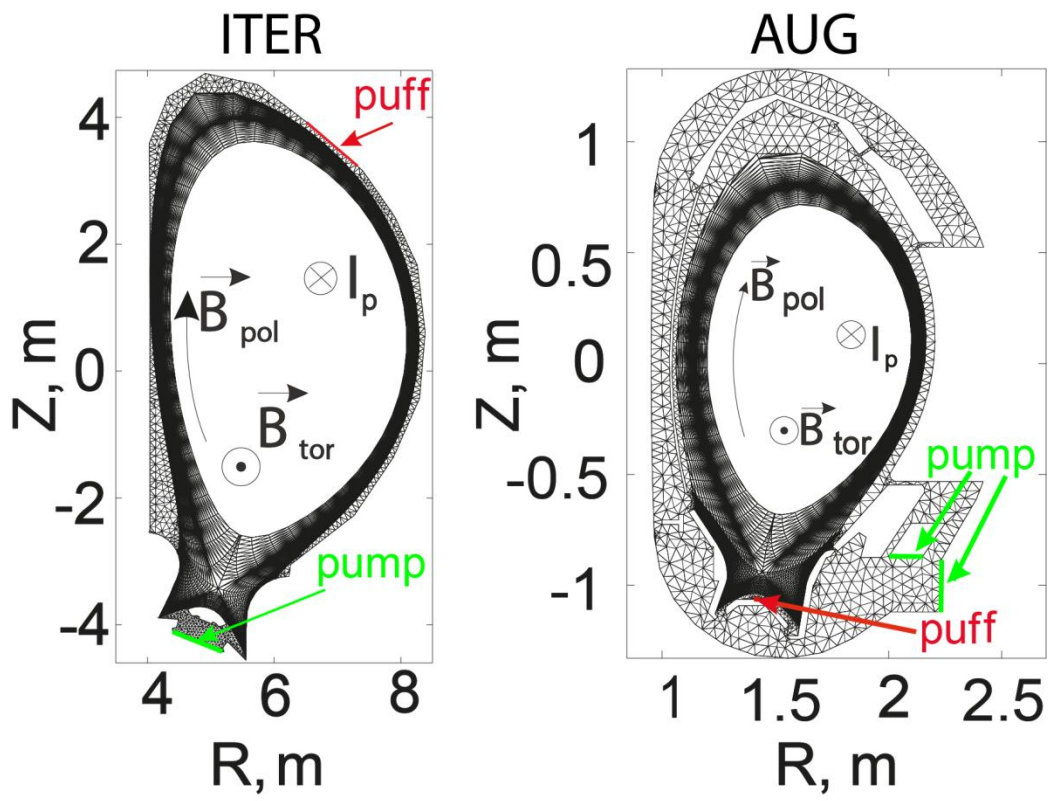 ITER
puff
4
2
0
-2
-4
Z, m
B pol
I p
B tor
pump
4 6 8
R, m
AUG
1
0.5
0
-0.5
-1
Z, m
B pol
I p
B tor
pump
puff
1 1.5 2 2.5
R, m